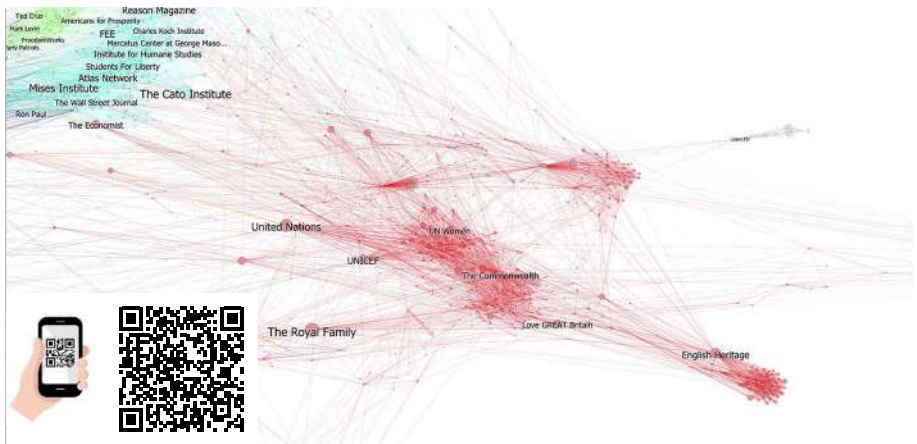 Reason Magazine
Ted Cruz
Americans for Prosperity
Mark Levin
FEE
Charles Koch Institute
FreedomWorks
Mercatus Center at George Maso...
Institute for Humane Studies
Students For Liberty
Atlas Network
Mises Institute
The Cato Institute
The Wall Street Journal
Ron Paul
The Economist
United Nations
UN Women
UNICEF
The Commonwealth
Love GREAT Britain
The Royal Family
English Heritage